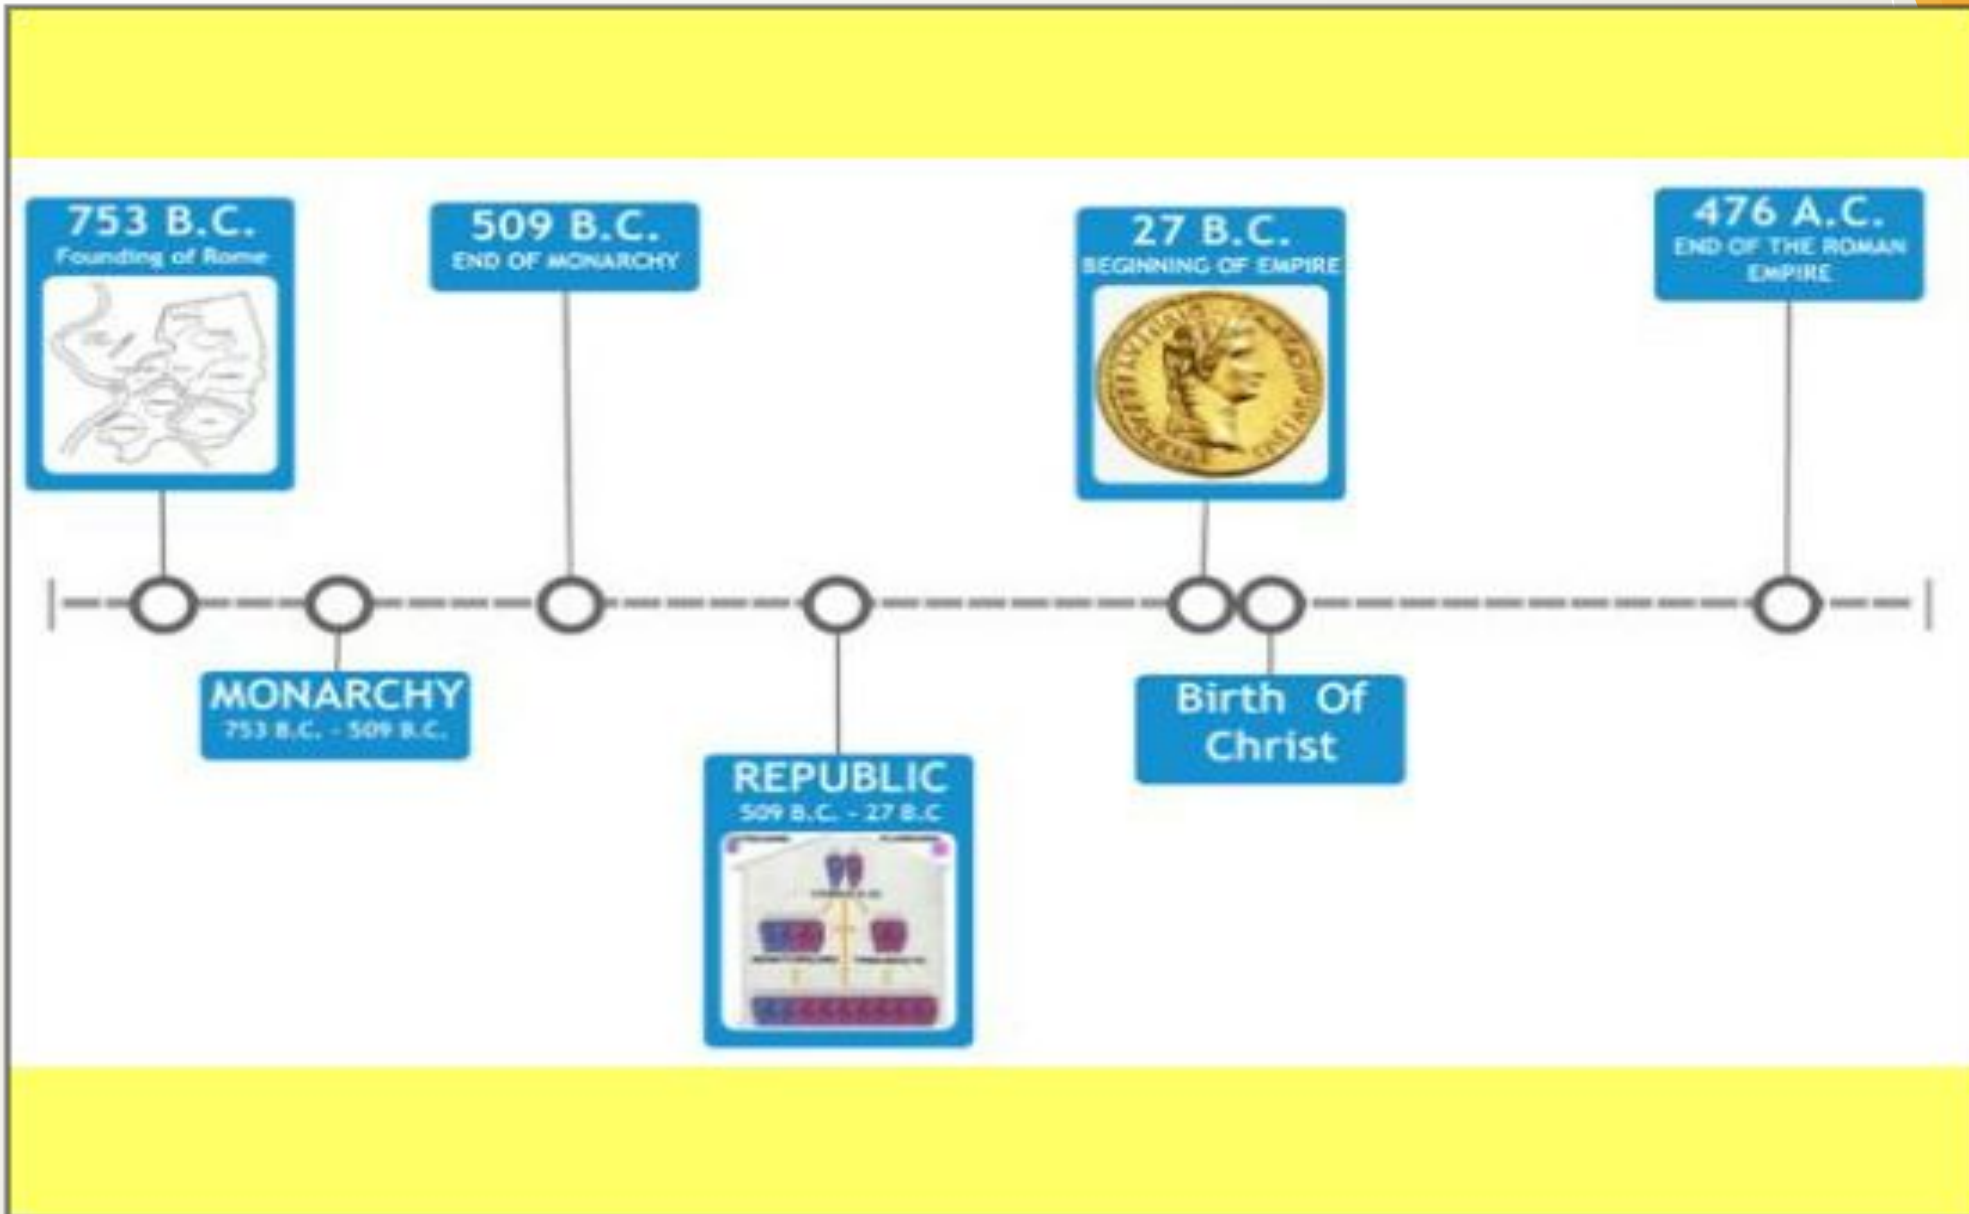 753 B.C.
Founding of Rome
509 B.C.
END OF MONARCHY
27 B.C.
BEGINNING OF EMPIRE
476 A.C.
END OF THE ROMAN
EMPIRE
MONARCHY
753 B.C. - 509 B.C.
REPUBLIC
509 B.C. - 27 B.C
Birth Of
Christ